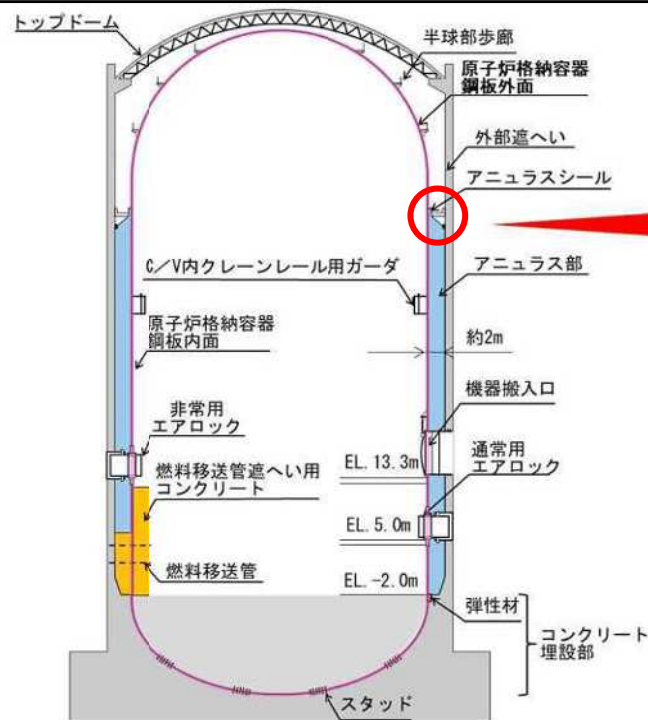 トップドーム
半球部歩廊
原子炉格納容器
鋼板外面
外部遮へい
アニュラスシール
C／V内クレーンレール用ガーダ
アニュラス部
原子炉格納容器
鋼板内面
約2m
機器搬入口
非常用
エアロック
通常用
エアロック
EL. 13.3m
燃料移送管遮へい用
コンクリート
EL. 5.0m
燃料移送管
EL. -2.0m
弾性材
コンクリート
埋設部
スタッド